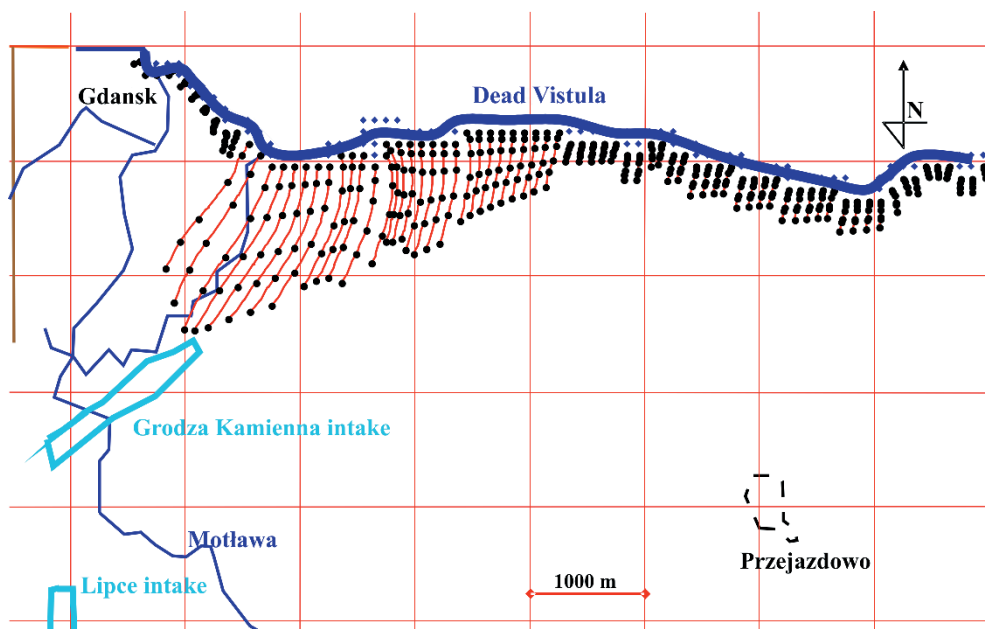 Gdansk
Dead Vistula
N
Grodza Kamienna intake
Motława
Przejazdowo
Lipce intake
1000 m